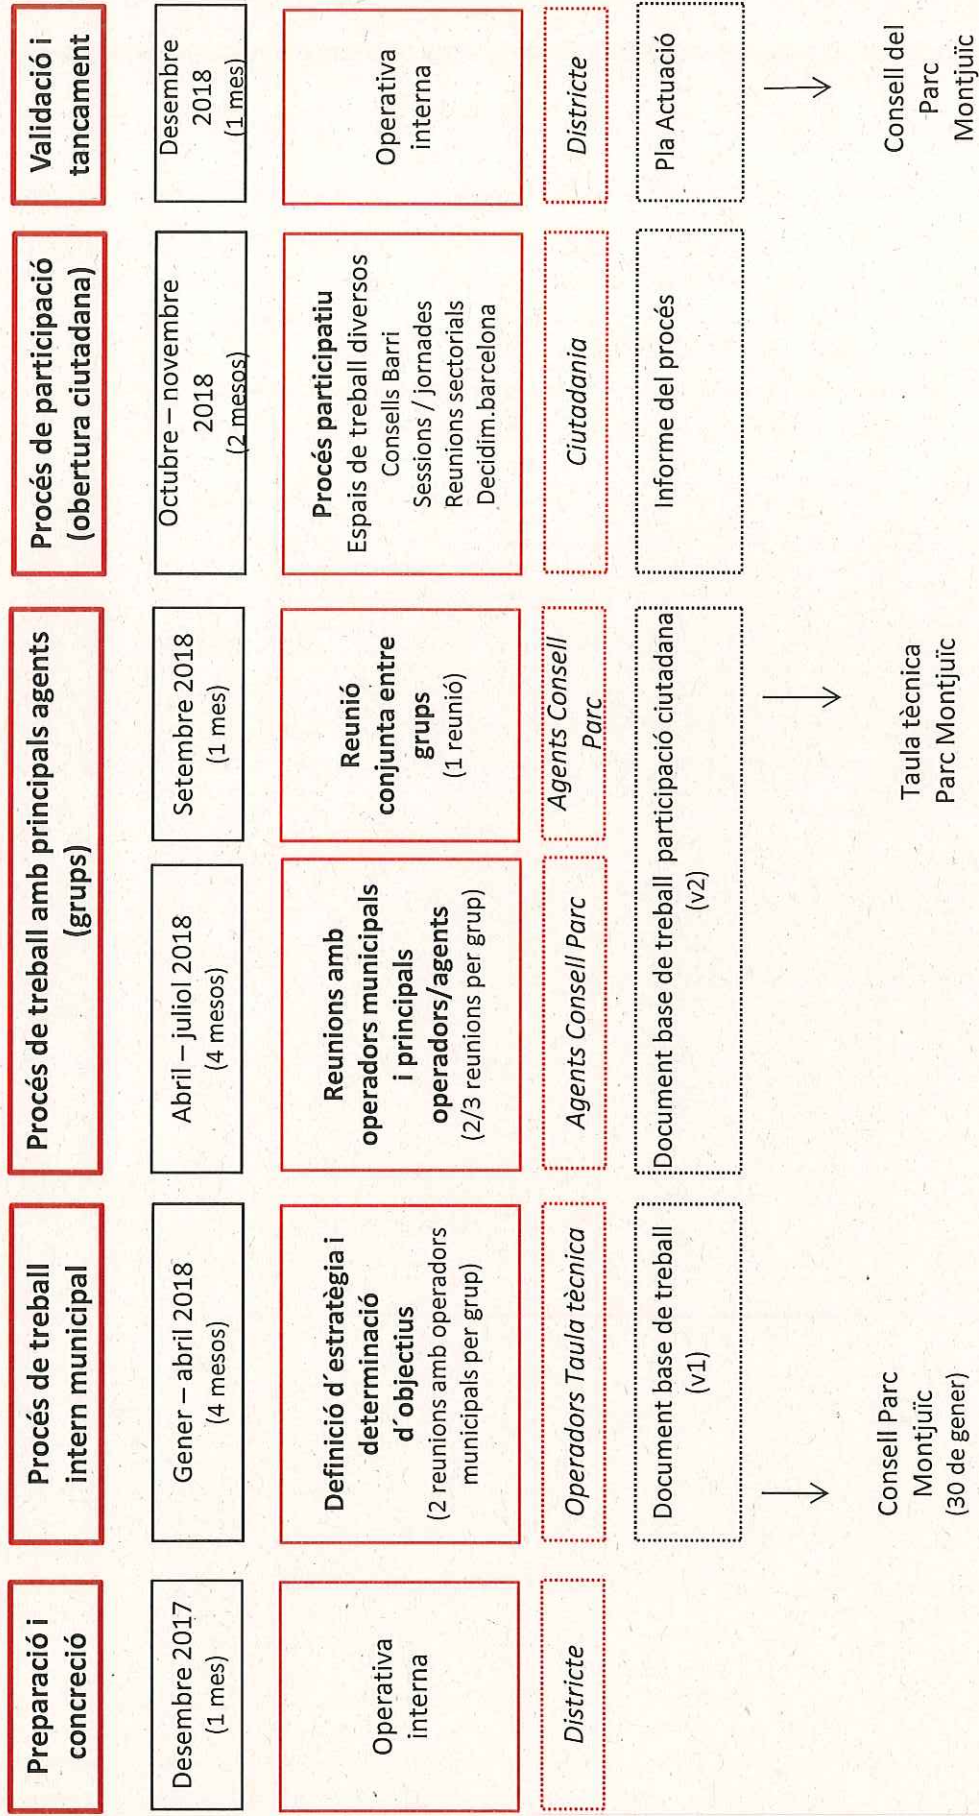 Preparació i
concreció
Desembre 2017
(1 mes)
Operativa
interna
Districte
Procés de treball
intern municipal
Gener – abril 2018
(4 mesos)
Definició d´estratègia i
determinació
d´objectius
(2 reunions amb operadors
municipals per grup)
Operadors Taula tècnica
Document base de treball
(v1)
Consell Parc
Montjuïc
(30 de gener)
Procés de treball amb principals agents
(grups)
Abril – juliol 2018
(4 mesos)
Reunions amb
operadors municipals
i principals
operadors/agents
(2/3 reunions per grup)
Agents Consell Parc
Setembre 2018
(1 mes)
Reunió
conjunta entre
grups
(1 reunió)
Agents Consell
Parc
Document base de treball participació ciutadana
(v2)
Taula tècnica
Parc Montjuïc
Procés de participació
(obertura ciutadana)
Octubre – novembre
2018
(2 mesos)
Procés participatiu
Espais de treball diversos
Consells Barri
Sessions / jornades
Reunions sectorials
Decidim.barcelona
Ciutadania
Informe del procés
Validació i
tancament
Desembre
2018
(1 mes)
Operativa
interna
Districte
Pla Actuació
Consell del
Parc
Montjuïc